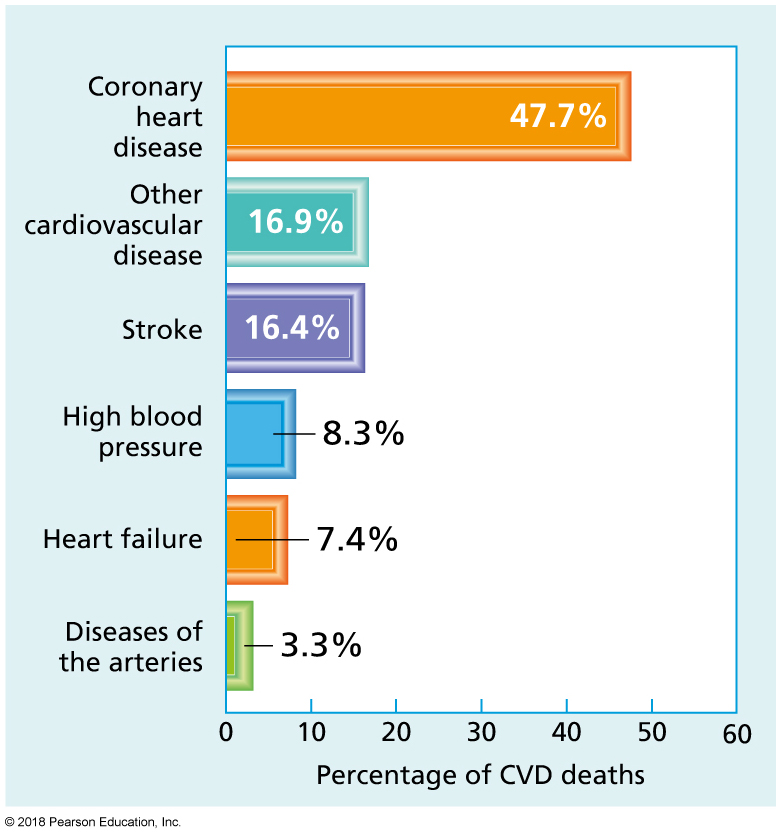 Coronary
heart
disease
47.7%
Other
cardiovascular
disease
16.9%
Stroke
16.4%
High blood
pressure
8.3%
Heart failure
7.4%
Diseases of
the arteries
3.3%
0 10 20 30 40 50 60
Percentage of CVD deaths
© 2018 Pearson Education, Inc.